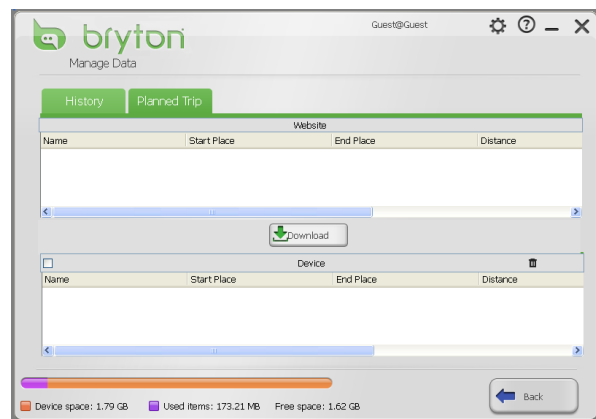 Guest@Guest
bryton
Manage Data
History Planned Trip
Website
Name Start Place End Place Distance
Download
Device
Name Start Place End Place Distance
Device space: 1.79 GB Used items: 173.21 MB Free space: 1.62 GB
Back